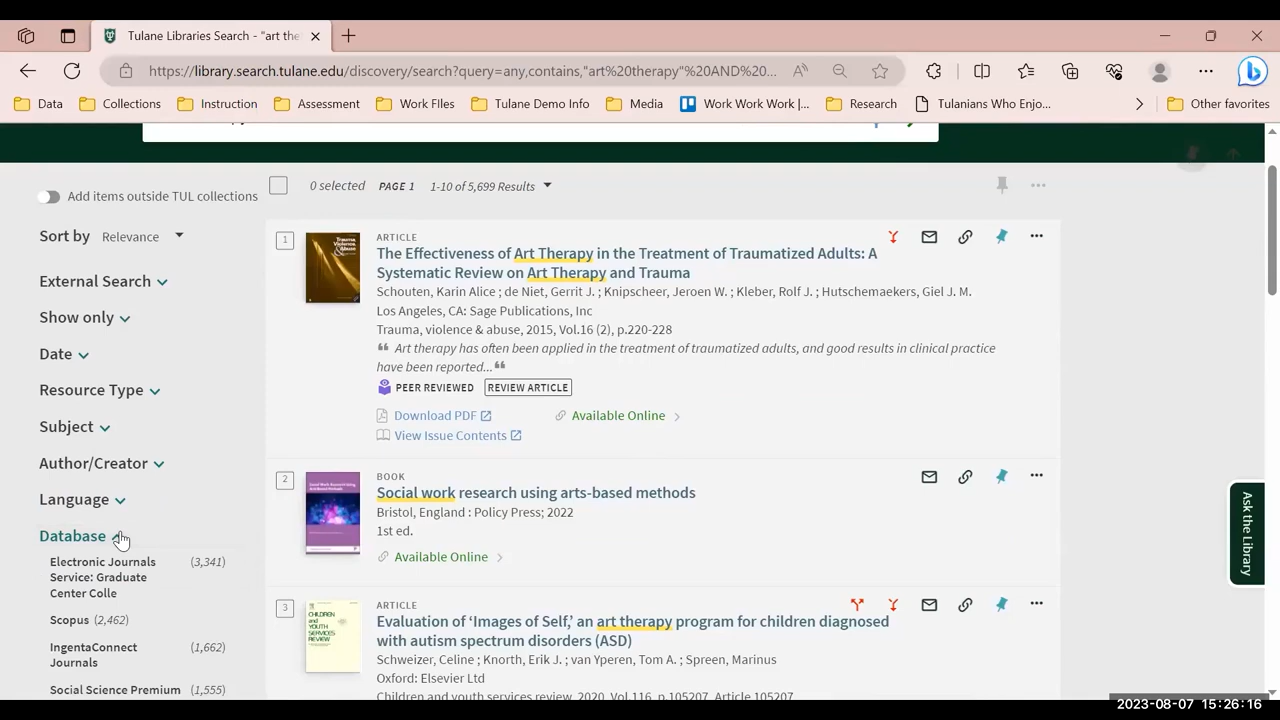 Tulane Libraries Search - "art the
https://library.search.tulane.edu/discovery/search?query=any,contains,"art%20therapy"%20AND%20...
Data
Collections
Instruction
Assessment
Work FIles
Tulane Demo Info
Media
Work Work Work |...
Research
Tulanians Who Enjo...
Other favorites
Add items outside TUL collections
0 selected PAGE 1 1-10 of 5,699 Results
Sort by Relevance
External Search
Show only
Date
Resource Type
Subject
Author/Creator
Language
Database
Electronic Journals (3,341)
Service: Graduate
Center Colle
Scopus (2,462)
IngentaConnect (1,662)
Journals
Social Science Premium (1,555)
1
ARTICLE
The Effectiveness of Art Therapy in the Treatment of Traumatized Adults: A
Systematic Review on Art Therapy and Trauma
Schouten, Karin Alice ; de Niet, Gerrit J. ; Knipscheer, Jeroen W. ; Kleber, Rolf J. ; Hutschemaekers, Giel J. M.
Los Angeles, CA: Sage Publications, Inc
Trauma, violence & abuse, 2015, Vol.16 (2), p.220-228
❝ Art therapy has often been applied in the treatment of traumatized adults, and good results in clinical practice
have been reported... ❝
PEER REVIEWED REVIEW ARTICLE
Download PDF Available Online
View Issue Contents
2
BOOK
Social work research using arts-based methods
Bristol, England : Policy Press; 2022
1st ed.
Available Online
3
ARTICLE
Evaluation of ‘Images of Self,’ an art therapy program for children diagnosed
with autism spectrum disorders (ASD)
Schweizer, Celine ; Knorth, Erik J. ; van Yperen, Tom A. ; Spreen, Marinus
Oxford: Elsevier Ltd
Children and youth services review, 2020, Vol.116, p.105207, Article 105207
Ask the Library
2023-08-07 15:26:16